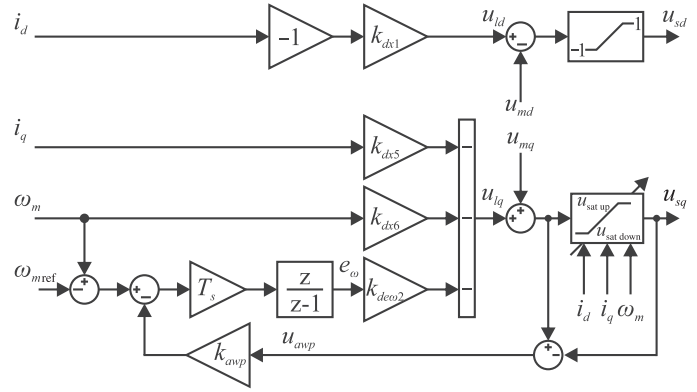 i_d
-1
k_dx1
u_ld
+
−
-1
1
u_sd
u_md
i_q
k_dx5
−
u_mq
ω_m
k_dx6
−
u_lq
+
+
u_sat up
u_sat down
u_sq
ω_mref
−
+
+
−
T_s
z
z-1
e_ω
k_deω2
−
i_d i_q ω_m
k_awp
u_awp
+
−